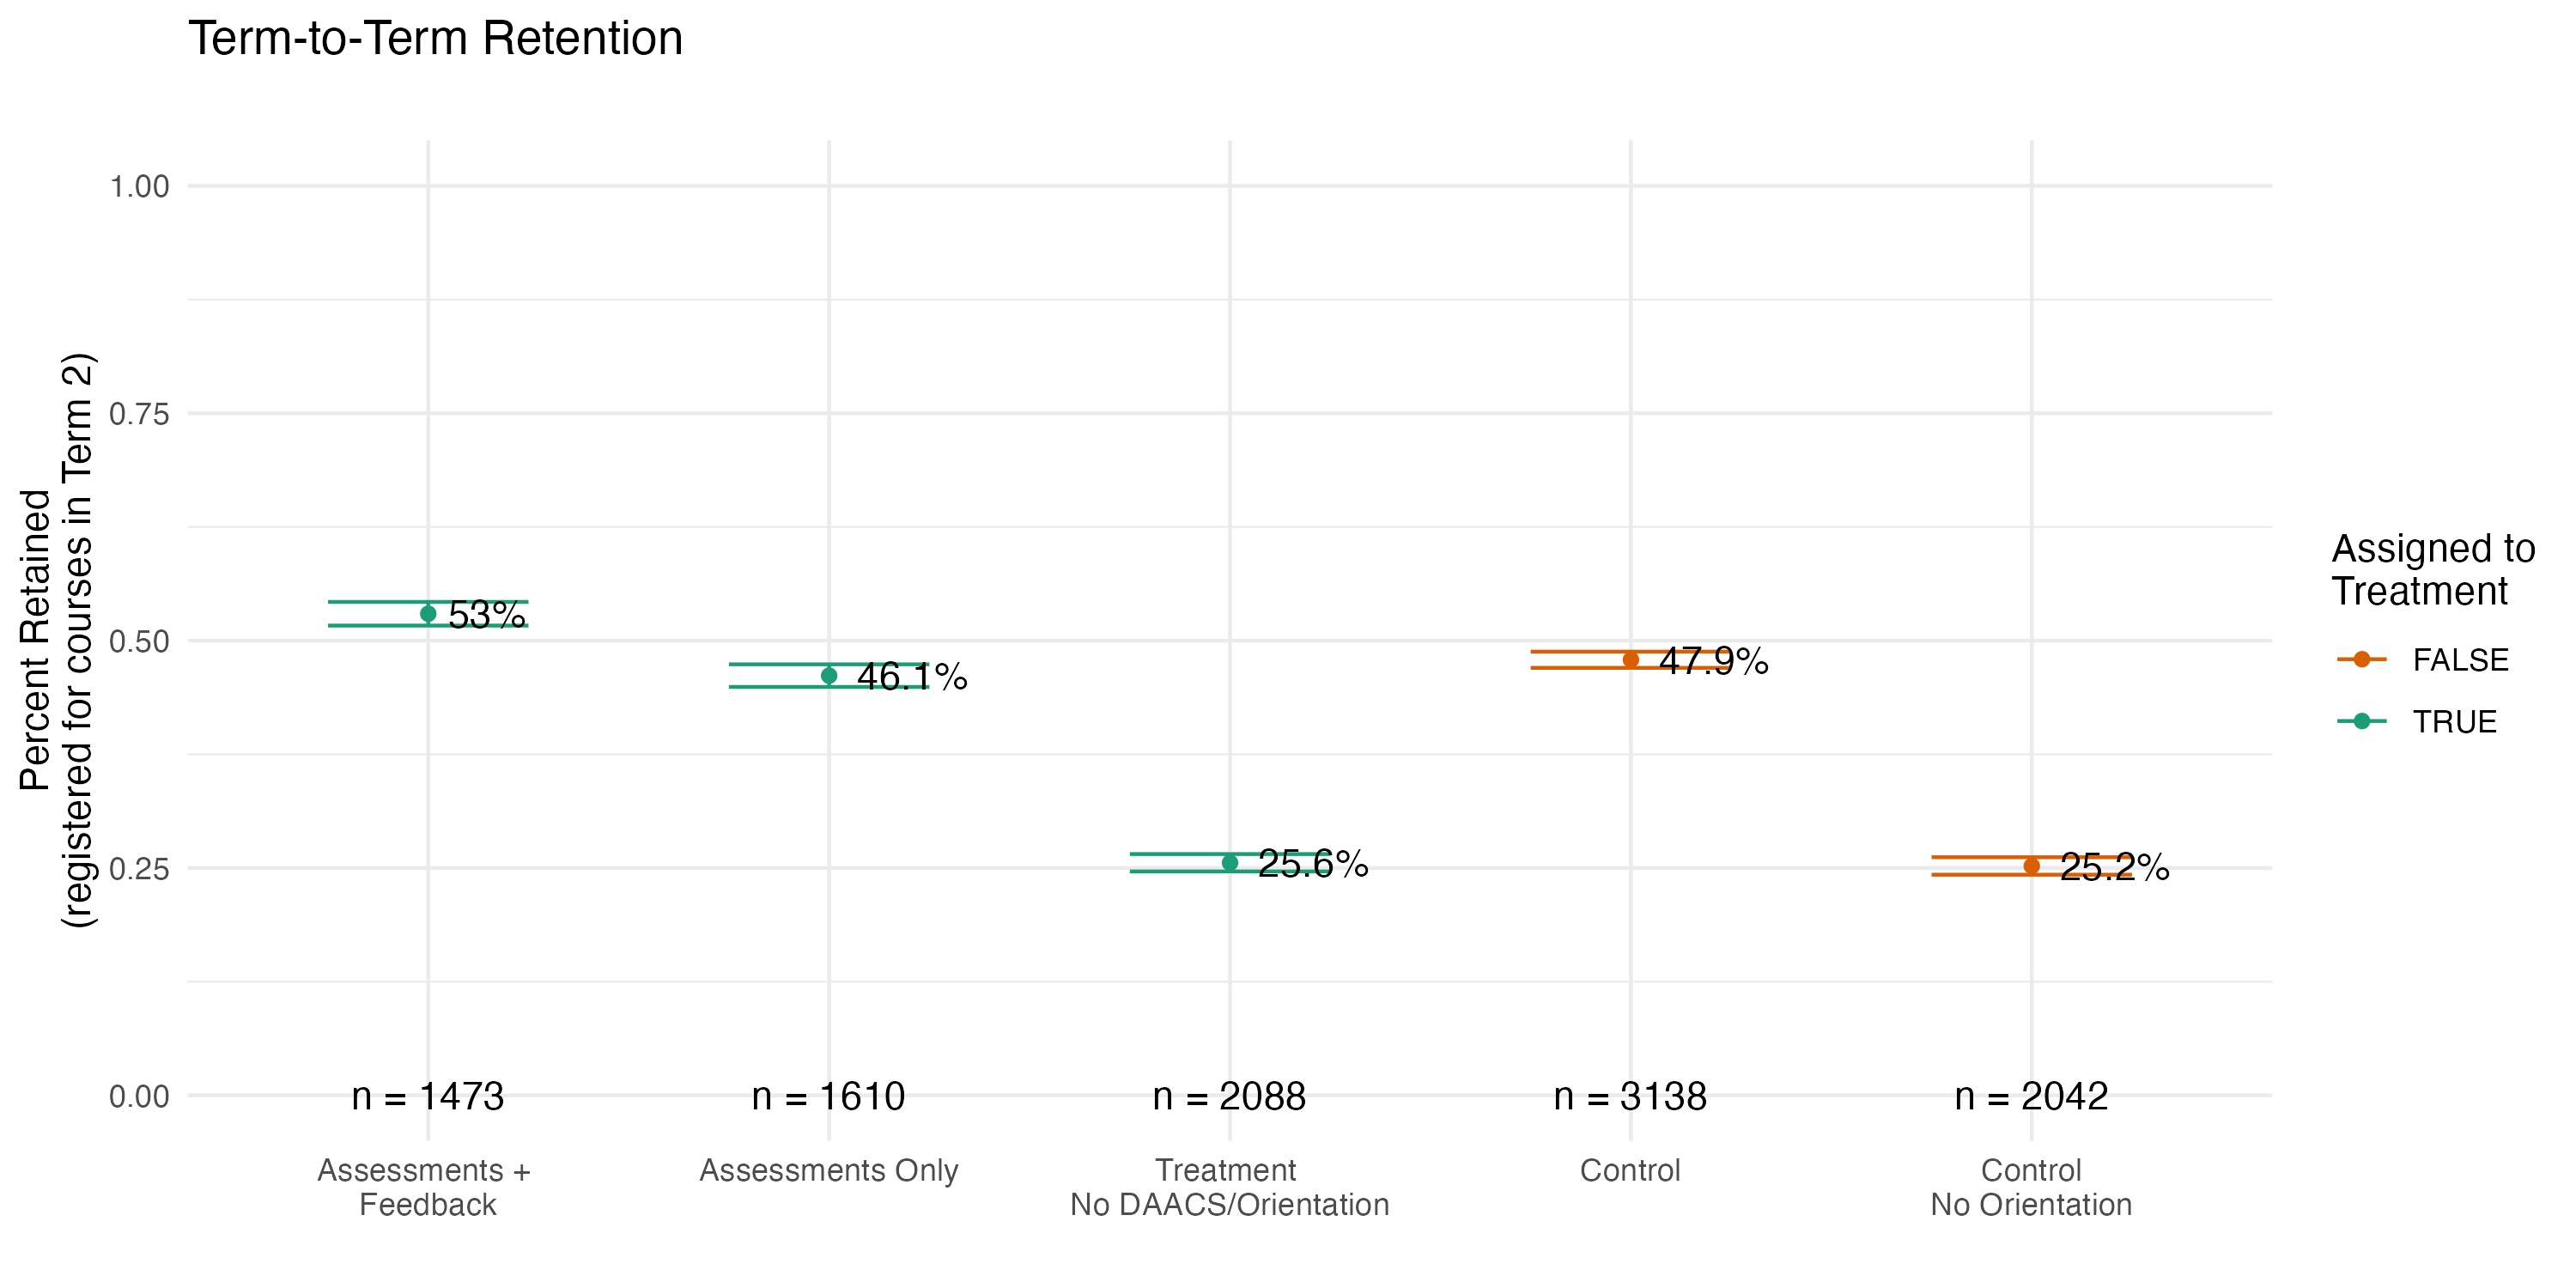 Term-to-Term Retention
Percent Retained
(registered for courses in Term 2)
1.00
0.75
0.50
0.25
0.00
53%
46.1%
25.6%
47.9%
25.2%
n = 1473
n = 1610
n = 2088
n = 3138
n = 2042
Assessments +
Feedback
Assessments Only
Treatment
No DAACS/Orientation
Control
Control
No Orientation
Assigned to
Treatment
FALSE
TRUE